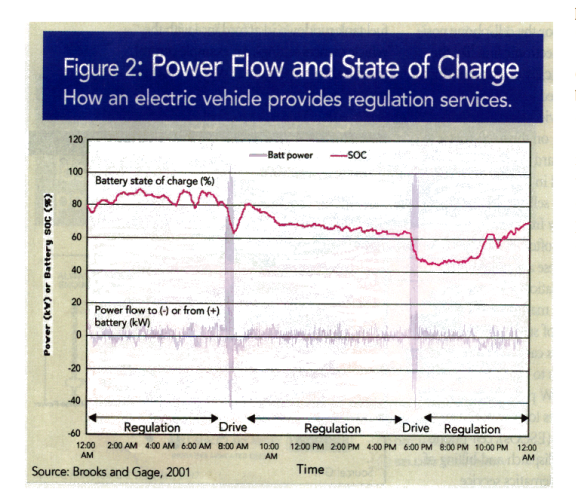 Figure 2: Power Flow and State of Charge
How an electric vehicle provides regulation services.
120
Batt power SOC
100
Battery state of charge (%)
80
60
40
20
Power flow to (-) or from (+)
battery (kW)
0
-20
-40
-60
Power (kW) or Battery SOC (%)
Regulation Drive Regulation Drive Regulation
12:00 AM 2:00 AM 4:00 AM 6:00 AM 8:00 AM 10:00 AM 12:00 PM 2:00 PM 4:00 PM 6:00 PM 8:00 PM 10:00 PM 12:00 AM
Time
Source: Brooks and Gage, 2001